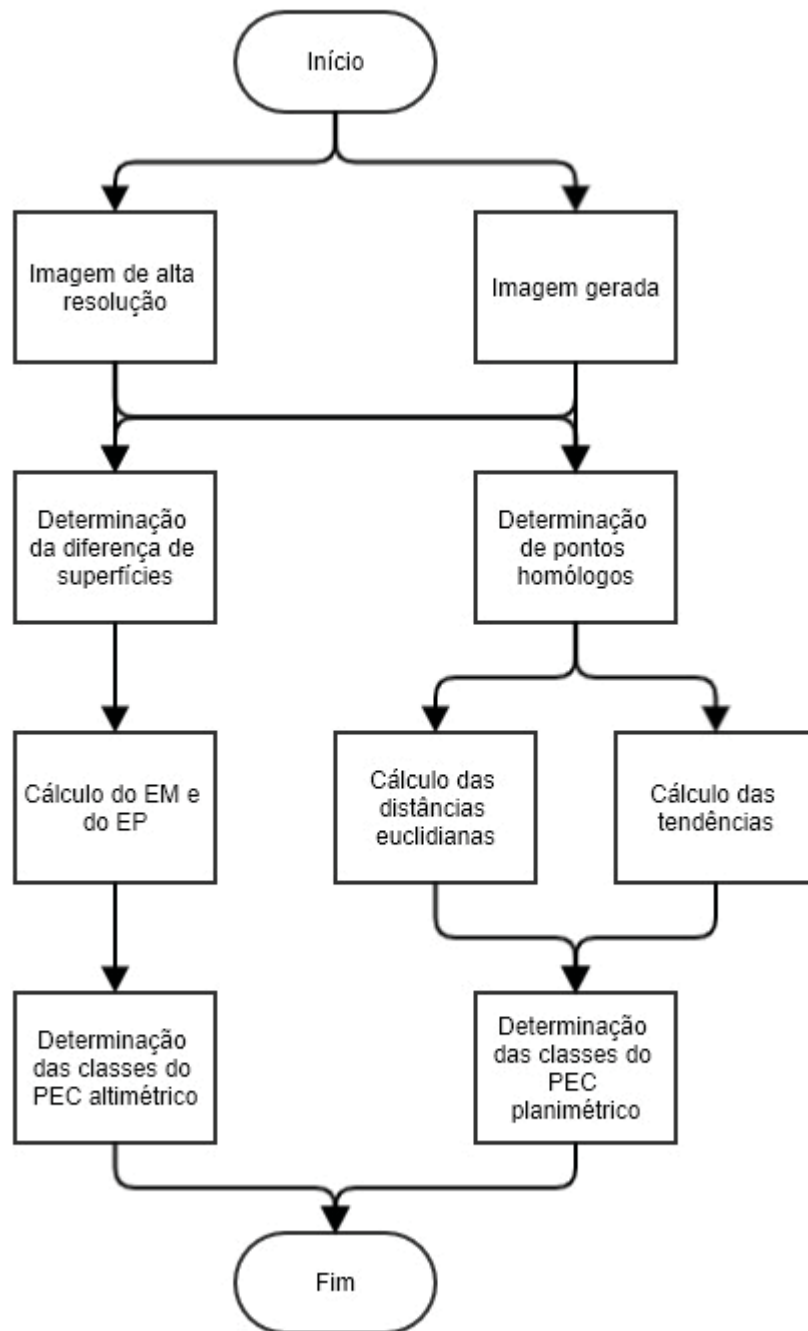 Início
Imagem de alta
resolução
Imagem gerada
Determinação
da diferença de
superfícies
Determinação
de pontos
homólogos
Cálculo do EM e
do EP
Cálculo das
distâncias
euclidianas
Cálculo das
tendências
Determinação
das classes do
PEC altimétrico
Determinação
das classes do
PEC
planimétrico
Fim